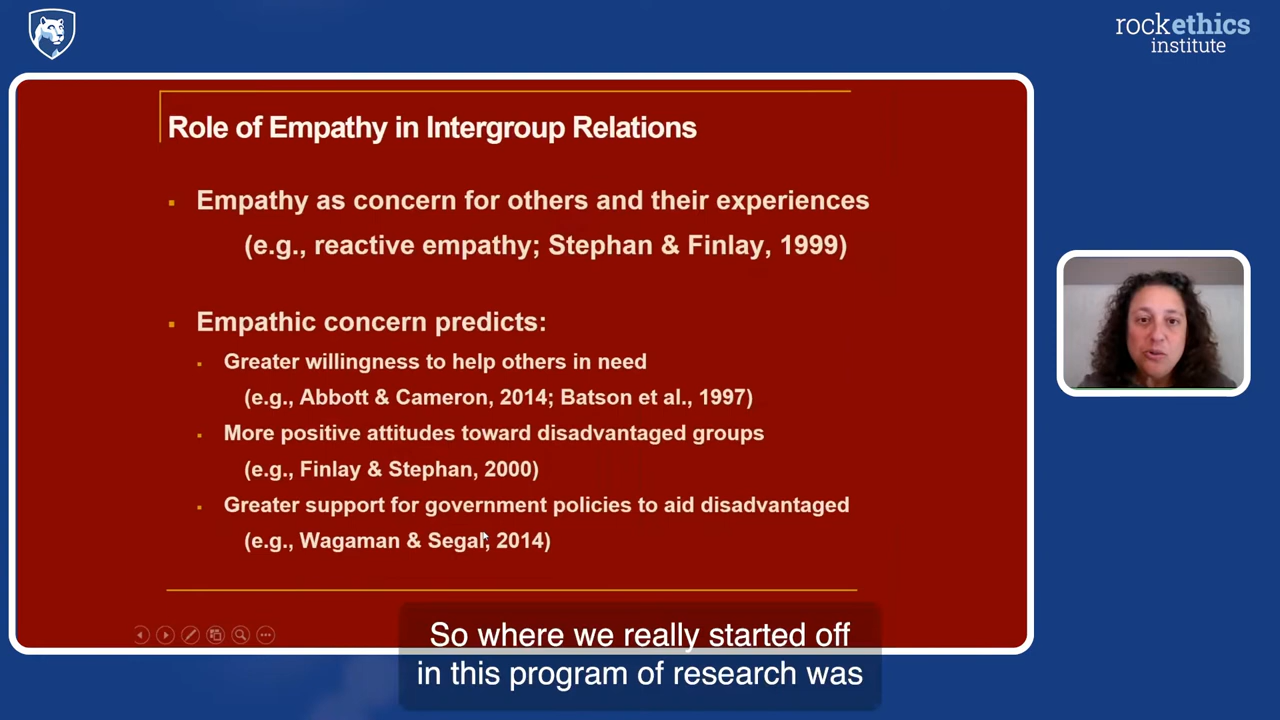 rockethics
institute
Role of Empathy in Intergroup Relations
Empathy as concern for others and their experiences
(e.g., reactive empathy; Stephan & Finlay, 1999)
Empathic concern predicts:
Greater willingness to help others in need
(e.g., Abbott & Cameron, 2014; Batson et al., 1997)
More positive attitudes toward disadvantaged groups
(e.g., Finlay & Stephan, 2000)
Greater support for government policies to aid disadvantaged
(e.g., Wagaman & Segal, 2014)
So where we really started off
in this program of research was